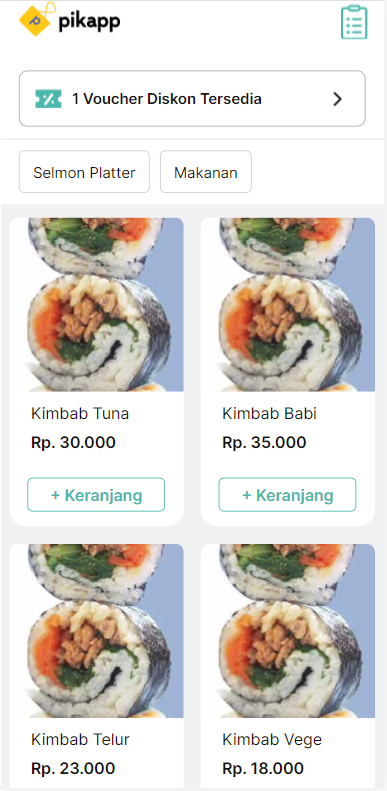 pikapp
1 Voucher Diskon Tersedia
Selmon Platter
Makanan
Kimbab Tuna
Rp. 30.000
+ Keranjang
Kimbab Babi
Rp. 35.000
+ Keranjang
Kimbab Telur
Rp. 23.000
Kimbab Vege
Rp. 18.000